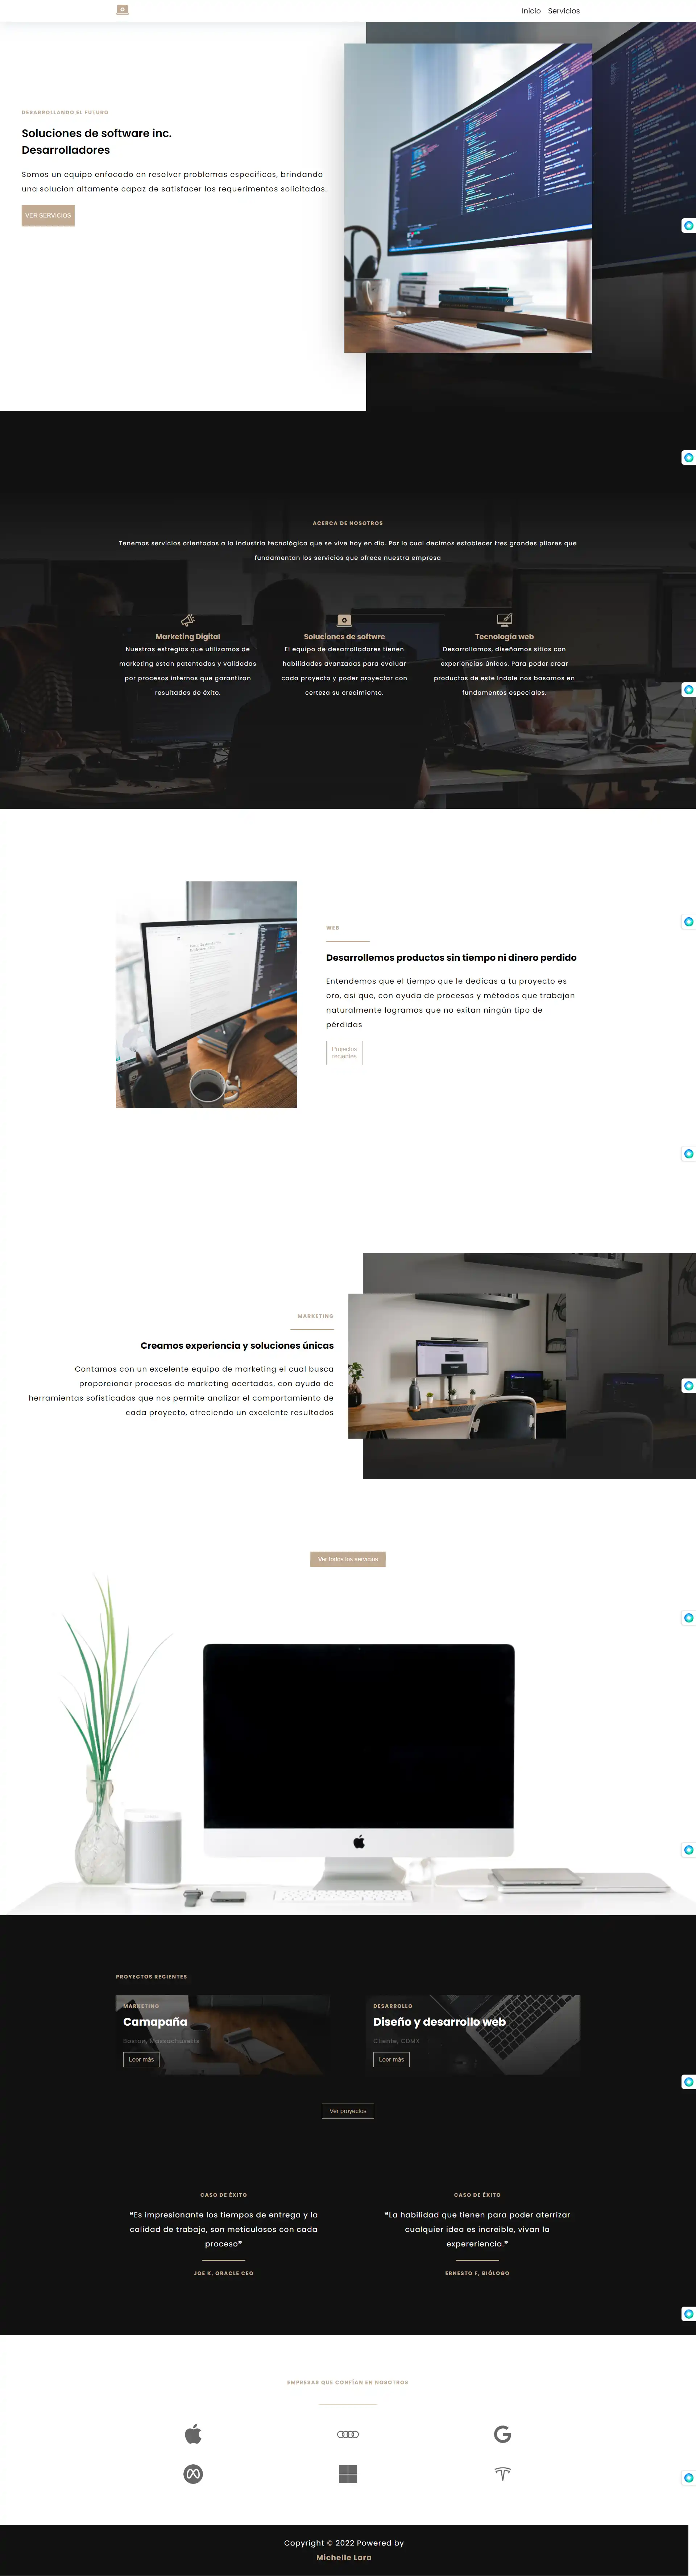 Inicio Servicios
DESARROLLANDO EL FUTURO
Soluciones de software inc.
Desarrolladores
Somos un equipo enfocado en resolver problemas especificos, brindando
una solucion altamente capaz de satisfacer los requerimentos solicitados.
VER SERVICIOS
ACERCA DE NOSOTROS
Tenemos servicios orientados a la industria tecnológica que se vive hoy en día. Por lo cual decimos establecer tres grandes pilares que
fundamentan los servicios que ofrece nuestra empresa
Marketing Digital
Nuestras estregias que utilizamos de
marketing estan patentadas y validadas
por procesos internos que garantizan
resultados de éxito.
Soluciones de softwre
El equipo de desarrolladores tienen
habilidades avanzadas para evaluar
cada proyecto y poder proyectar con
certeza su crecimiento.
Tecnología web
Desarrollamos, diseñamos sitios con
experiencias únicas. Para poder crear
productos de este índole nos basamos en
fundamentos especiales.
WEB
Desarrollemos productos sin tiempo ni dinero perdido
Entendemos que el tiempo que le dedicas a tu proyecto es
oro, asi que, con ayuda de procesos y métodos que trabajan
naturalmente logramos que no exitan ningún tipo de
pérdidas
Projectos
recientes
MARKETING
Creamos experiencia y soluciones únicas
Contamos con un excelente equipo de marketing el cual busca
proporcionar procesos de marketing acertados, con ayuda de
herramientas sofisticadas que nos permite analizar el comportamiento de
cada proyecto, ofreciendo un excelente resultados
Ver todos los servicios
PROYECTOS RECIENTES
MARKETING
Camapaña
Boston, Massachusetts
Leer más
DESARROLLO
Diseño y desarrollo web
Cliente, CDMX
Leer más
Ver proyectos
CASO DE ÉXITO
"Es impresionante los tiempos de entrega y la
calidad de trabajo, son meticulosos con cada
proceso"
JOE K, ORACLE CEO
CASO DE ÉXITO
"La habilidad que tienen para poder aterrizar
cualquier idea es increible, vivan la
expereriencia."
ERNESTO F, BIÓLOGO
EMPRESAS QUE CONFÍAN EN NOSOTROS
Copyright © 2022 Powered by
Michelle Lara